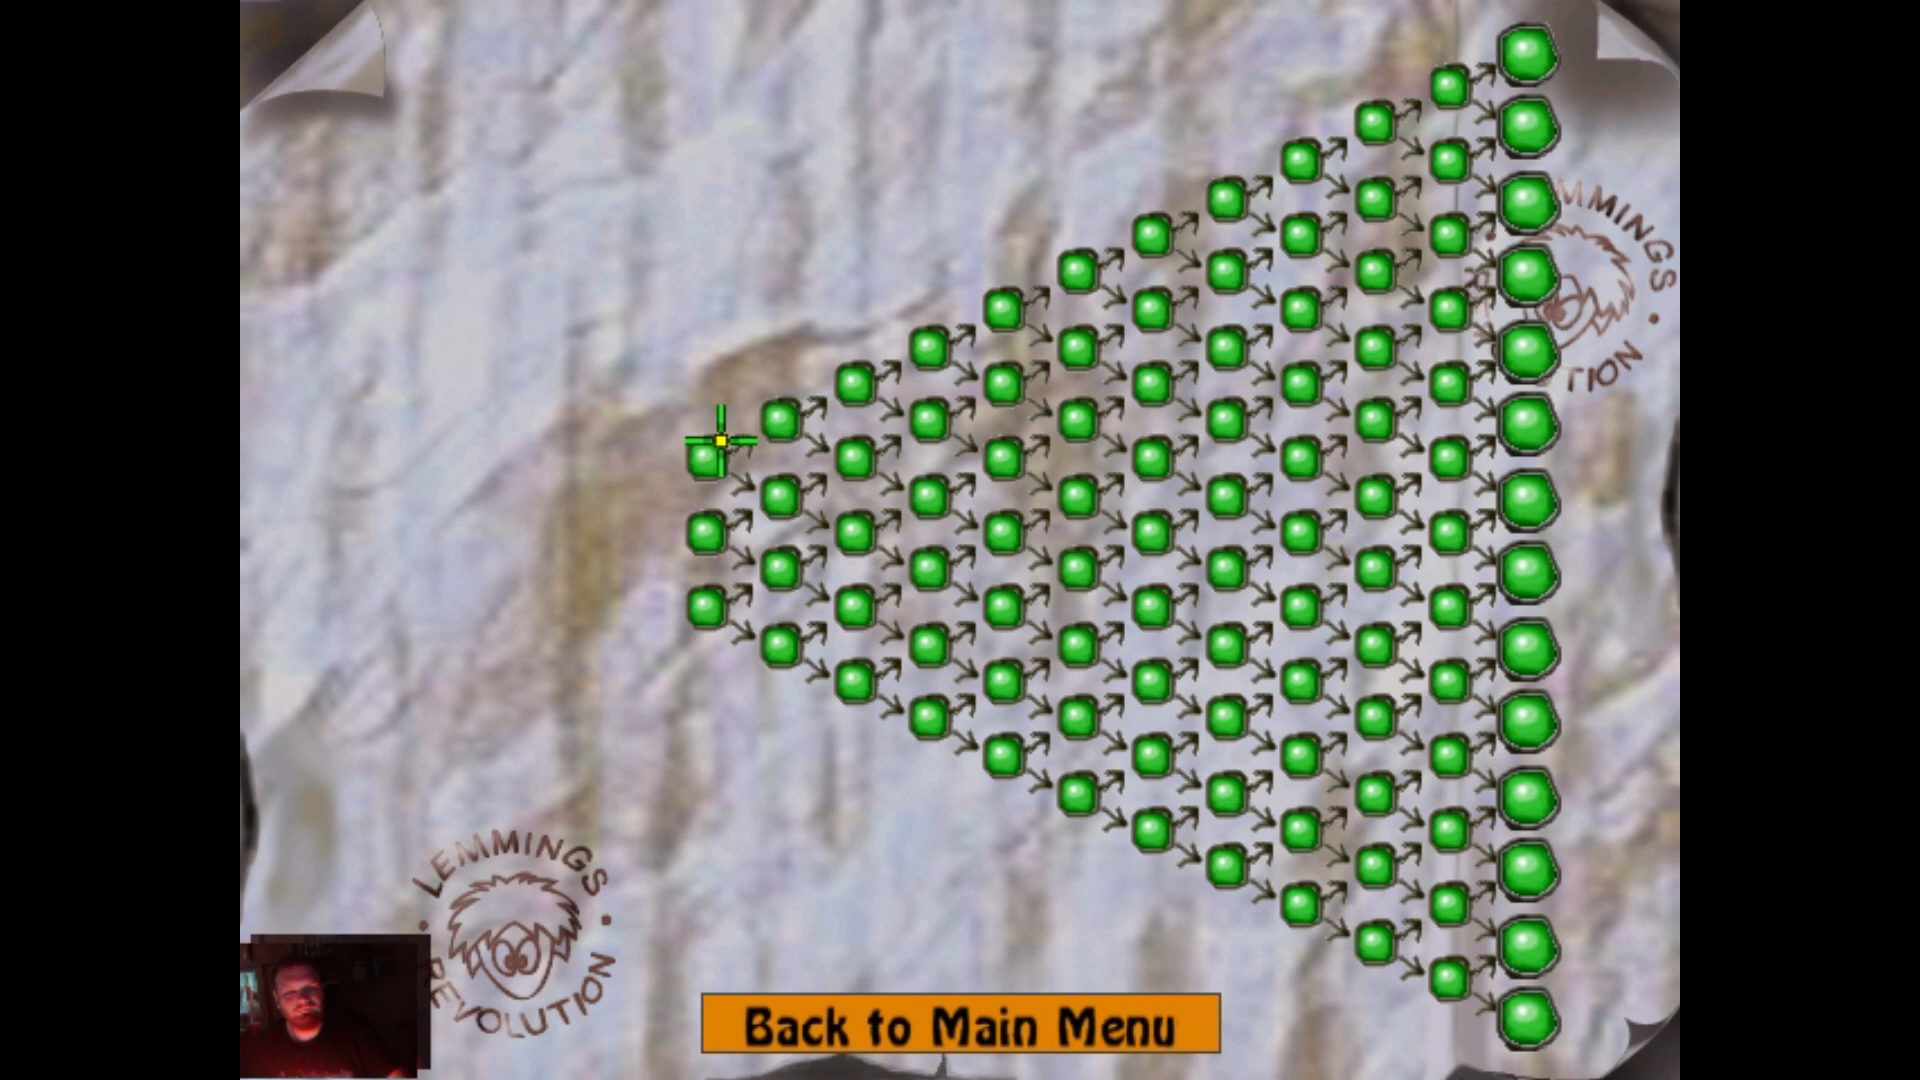 MMINGS
TION
LEMMINGS
REVOLUTION
Back to Main Menu